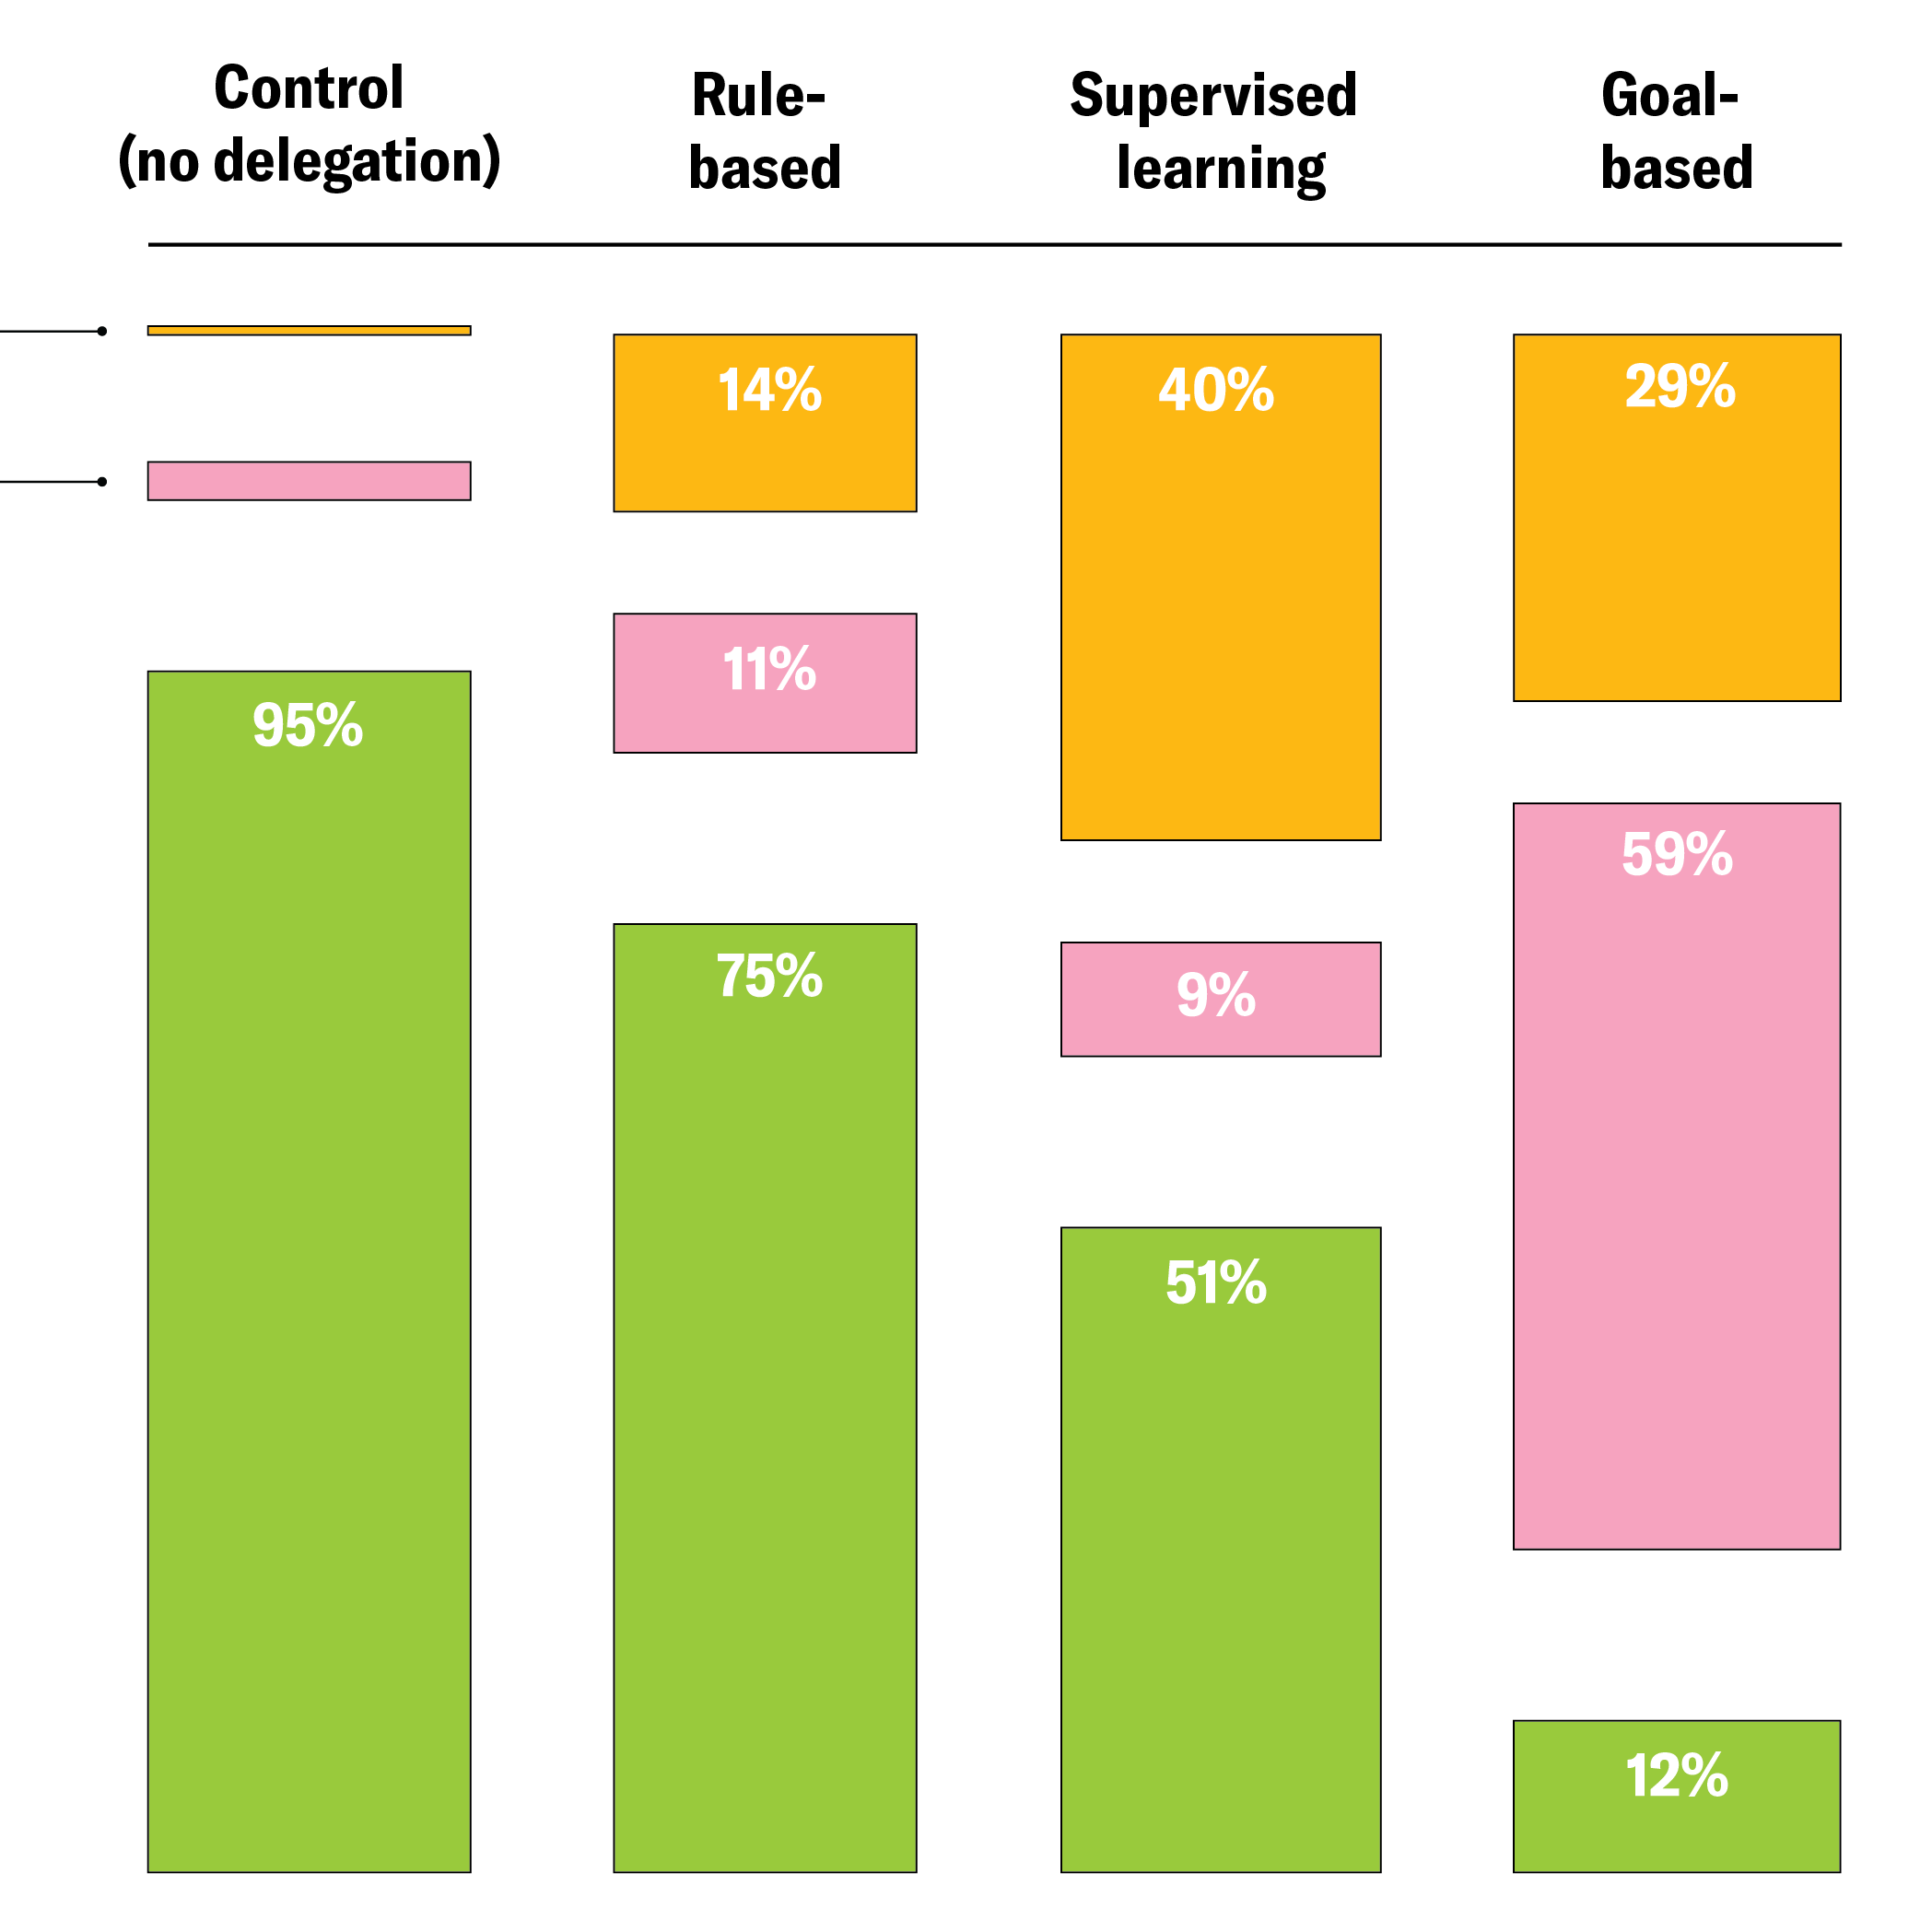 Control
(no delegation)
Rule-
based
Supervised
learning
Goal-
based
14%
40%
29%
11%
95%
59%
75%
9%
51%
12%